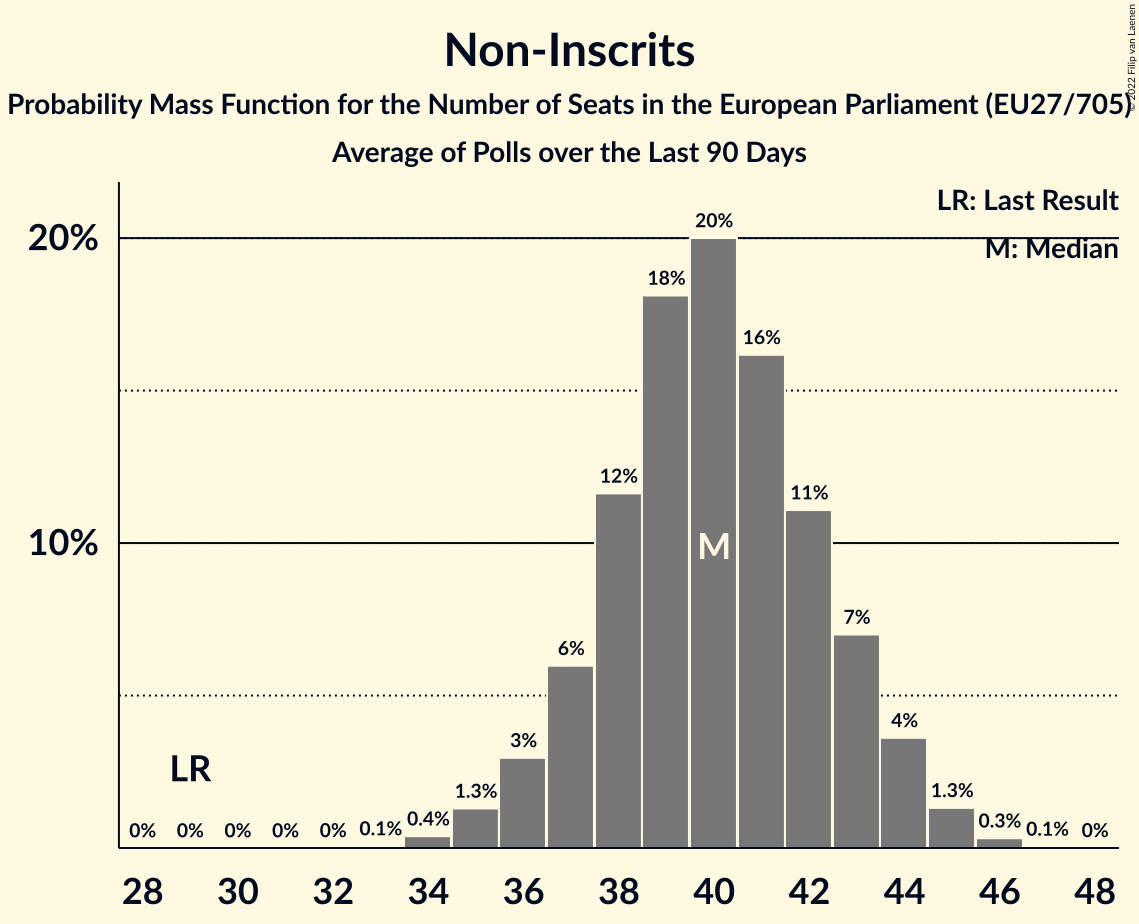 Non-Inscrits
Probability Mass Function for the Number of Seats in the European Parliament (EU27/705)
Average of Polls over the Last 90 Days
© 2022 Filip van Laenen
LR: Last Result
M: Median
20%
10%
0%
0%
0%
0%
0%
0.1%
0.4%
1.3%
3%
6%
12%
18%
20%
16%
11%
7%
4%
1.3%
0.3%
0.1%
0%
LR
M
28 30 32 34 36 38 40 42 44 46 48